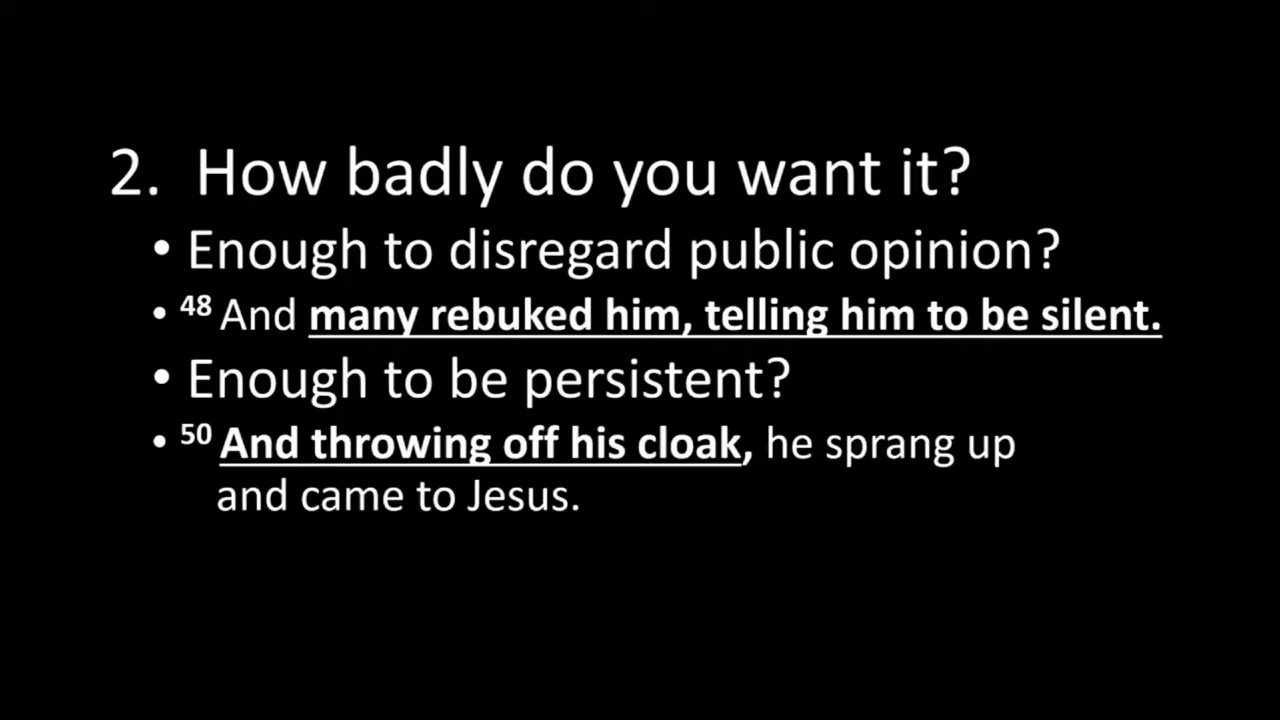 2. How badly do you want it?
• Enough to disregard public opinion?
• 48 And many rebuked him, telling him to be silent.
• Enough to be persistent?
• 50 And throwing off his cloak, he sprang up
and came to Jesus.